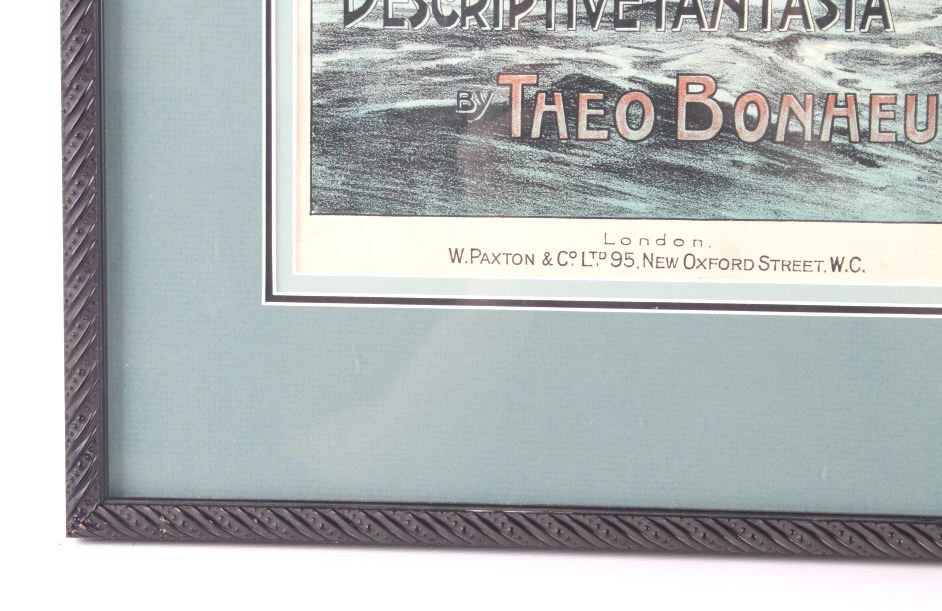 DESCRIPTIVE FANTASIA
BY THEO BONHEU
London.
W. PAXTON & CO LTD 95, NEW OXFORD STREET, W.C.